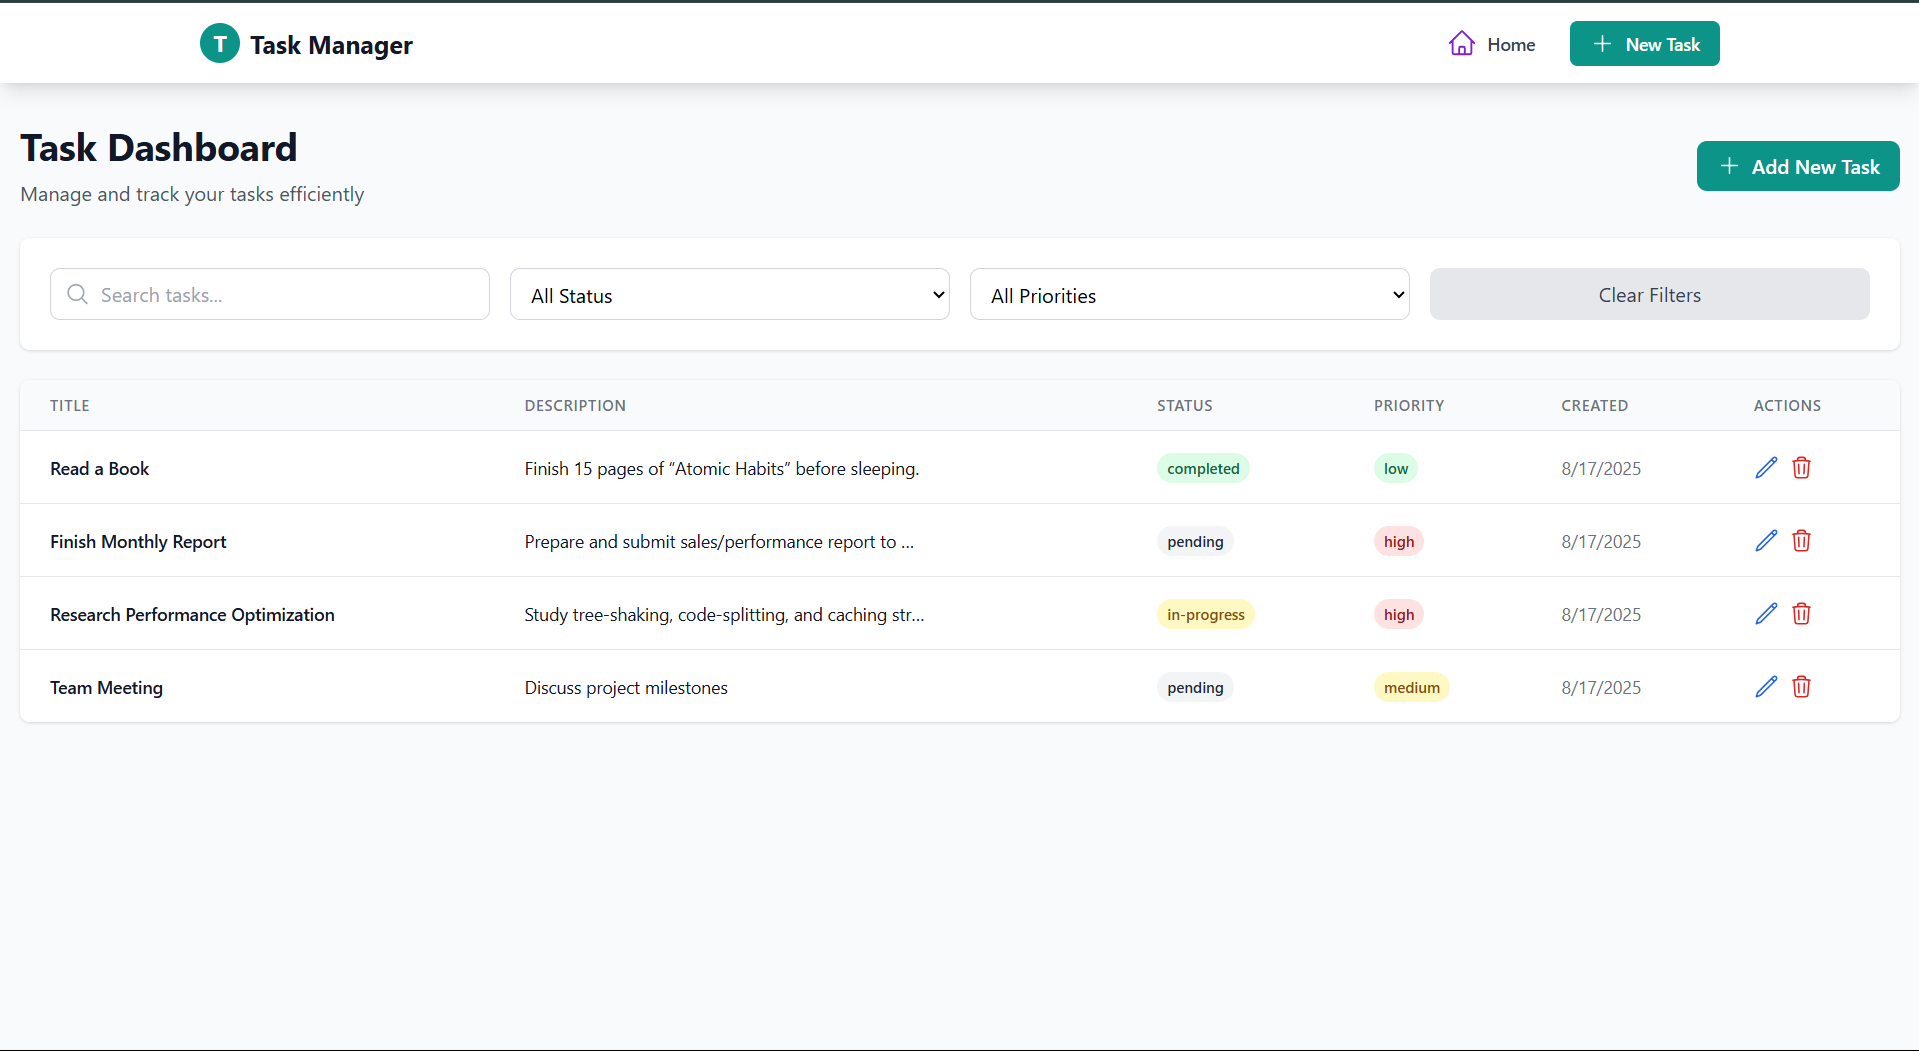 T Task Manager Home New Task
Task Dashboard
Manage and track your tasks efficiently
Add New Task
Search tasks... All Status All Priorities Clear Filters
TITLE DESCRIPTION STATUS PRIORITY CREATED ACTIONS
Read a Book Finish 15 pages of “Atomic Habits” before sleeping. completed low 8/17/2025
Finish Monthly Report Prepare and submit sales/performance report to ... pending high 8/17/2025
Research Performance Optimization Study tree-shaking, code-splitting, and caching str... in-progress high 8/17/2025
Team Meeting Discuss project milestones pending medium 8/17/2025